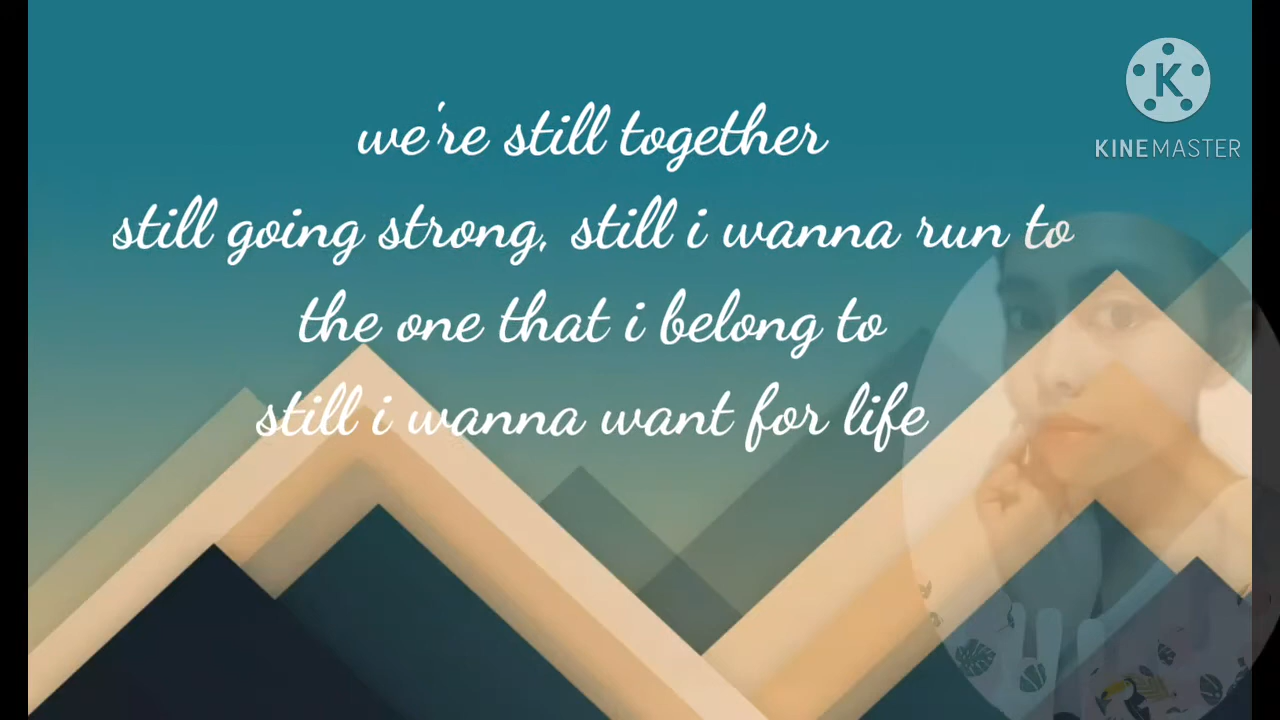 we're still together
still going strong, still i wanna run to
the one that i belong to
still i wanna want for life
K
KINEMASTER